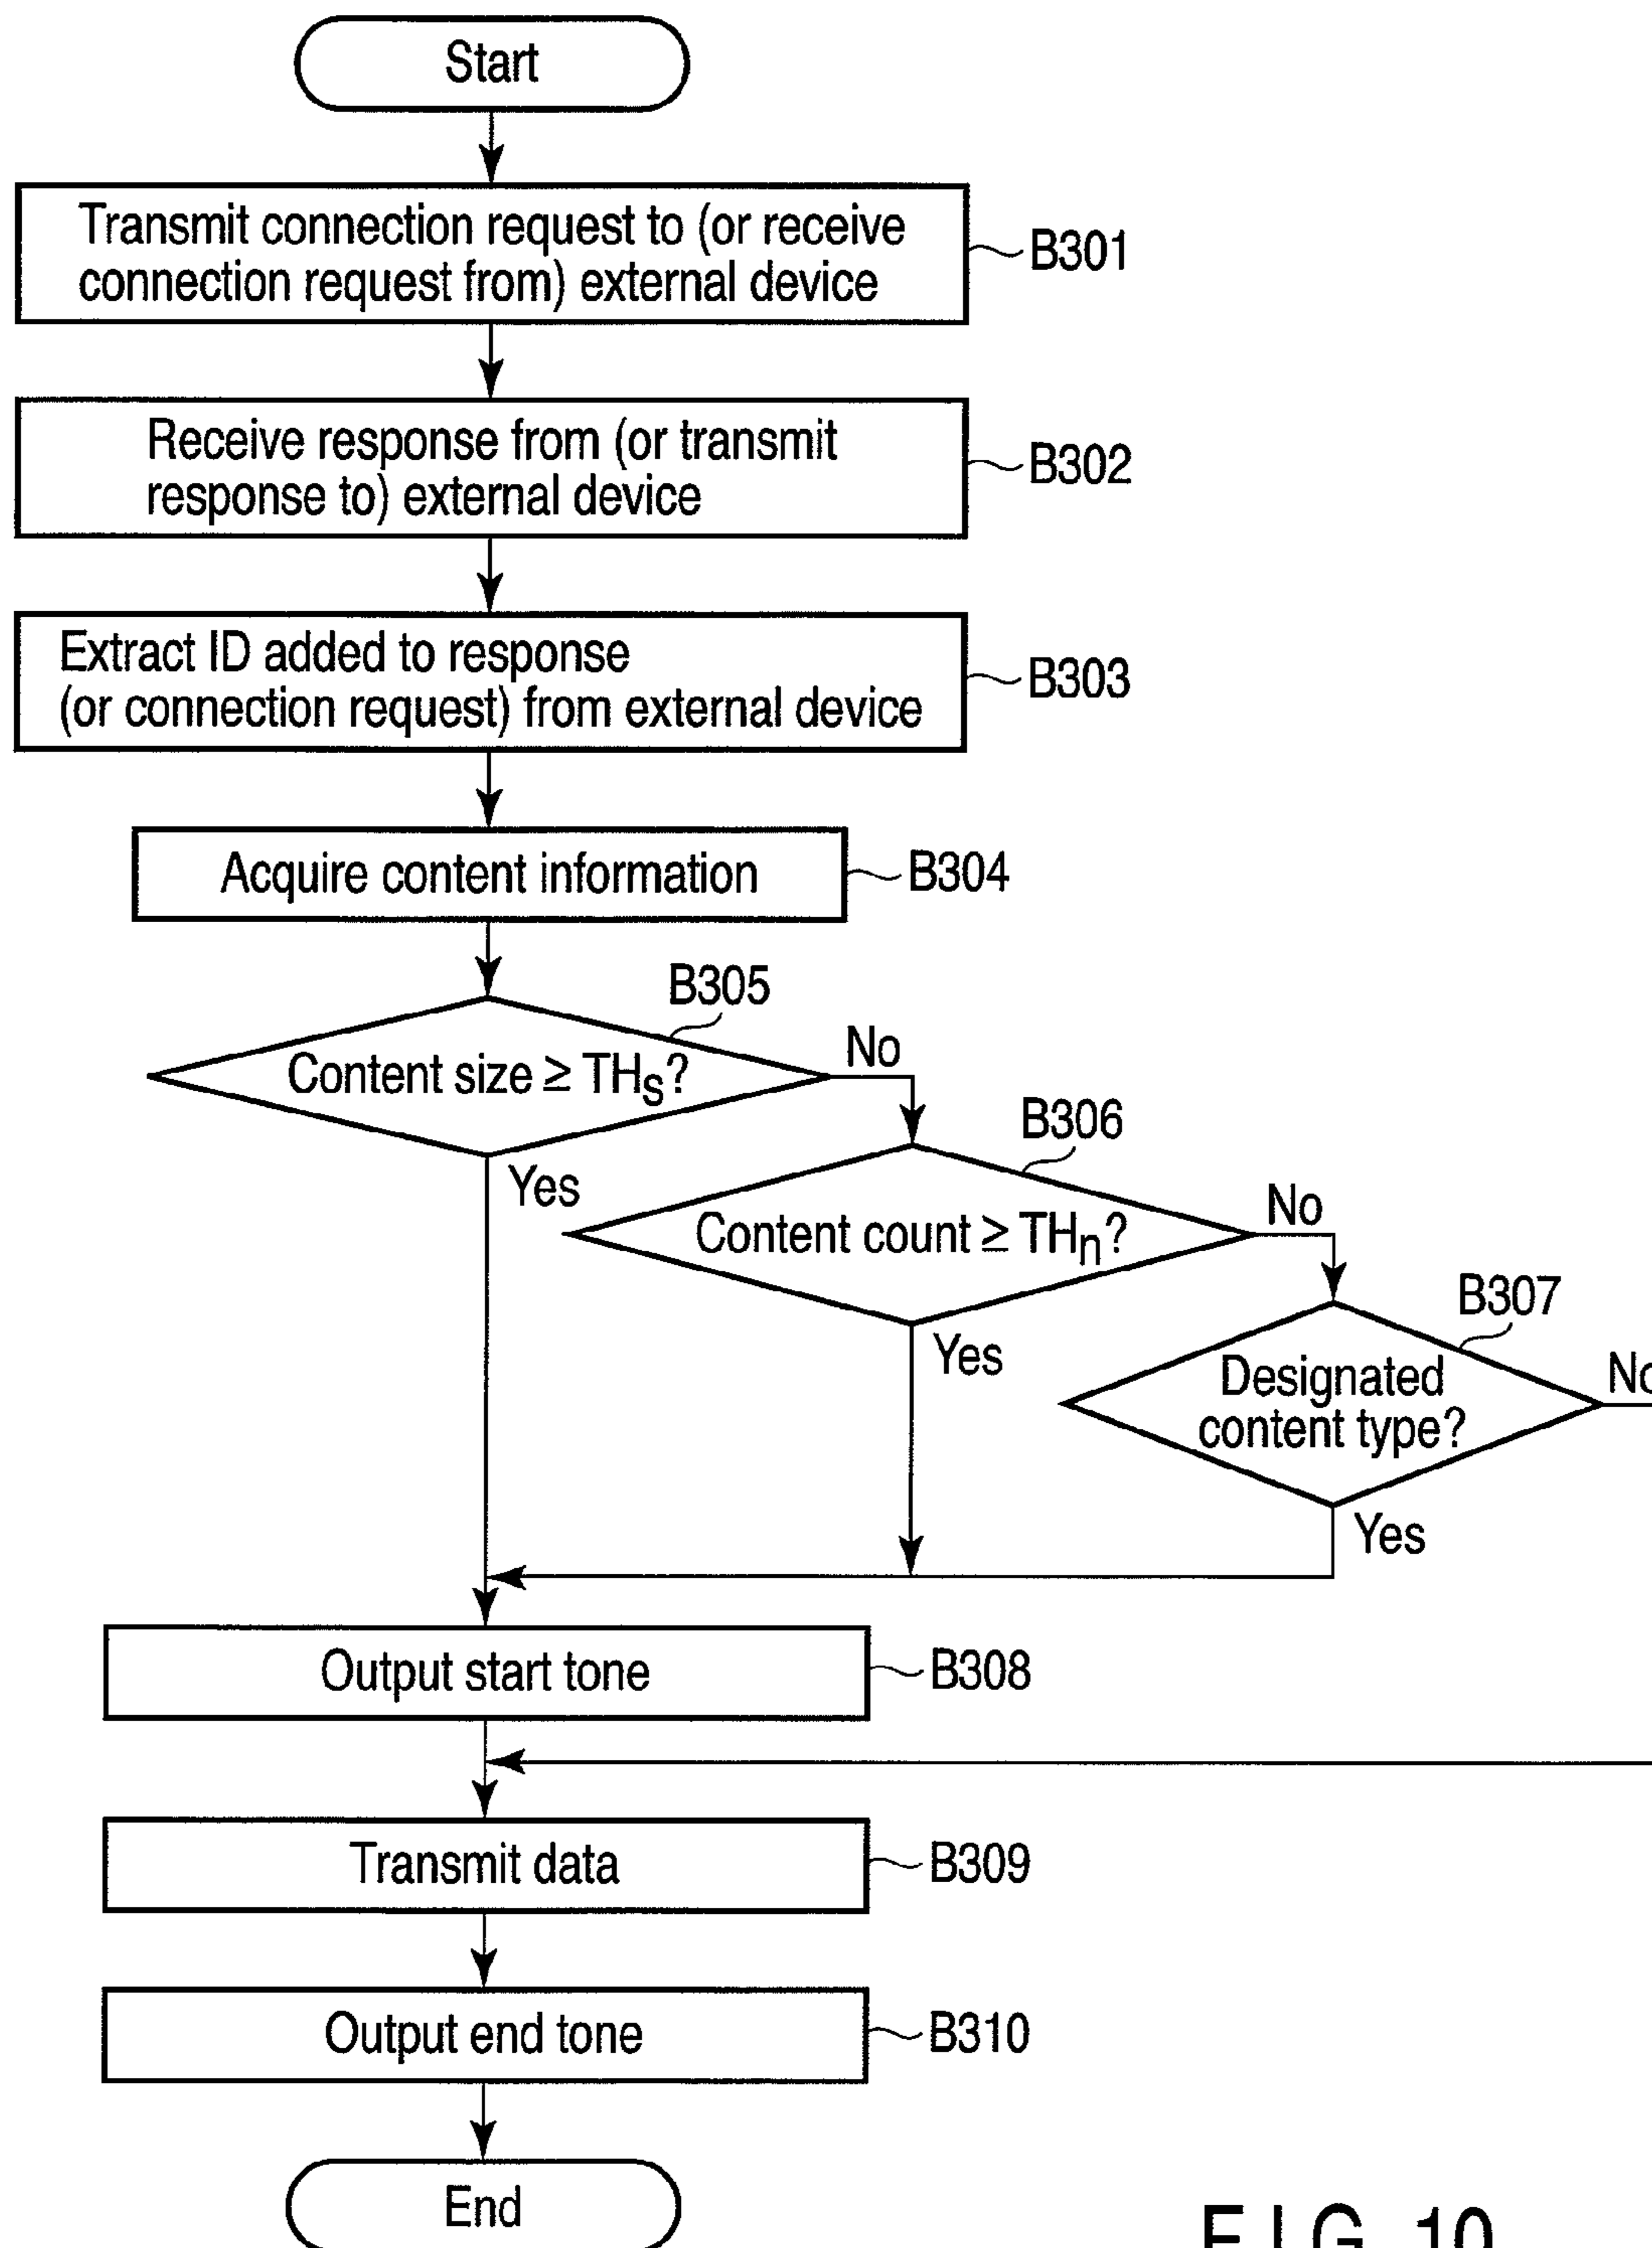 Start
Transmit connection request to (or receive
connection request from) external device
B301
Receive response from (or transmit
response to) external device
B302
Extract ID added to response
(or connection request) from external device
B303
Acquire content information
B304
B305
Content size ≥ THs?
No
Yes
B306
Content count ≥ THn?
No
Yes
B307
Designated
content type?
No
Yes
Output start tone
B308
Transmit data
B309
Output end tone
B310
End
FIG. 10